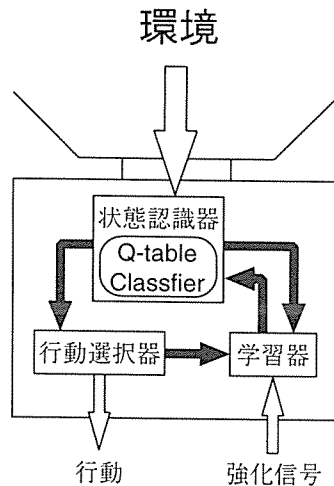 環境
状態認識器
Q-table
Classfier
行動選択器
学習器
行動
強化信号